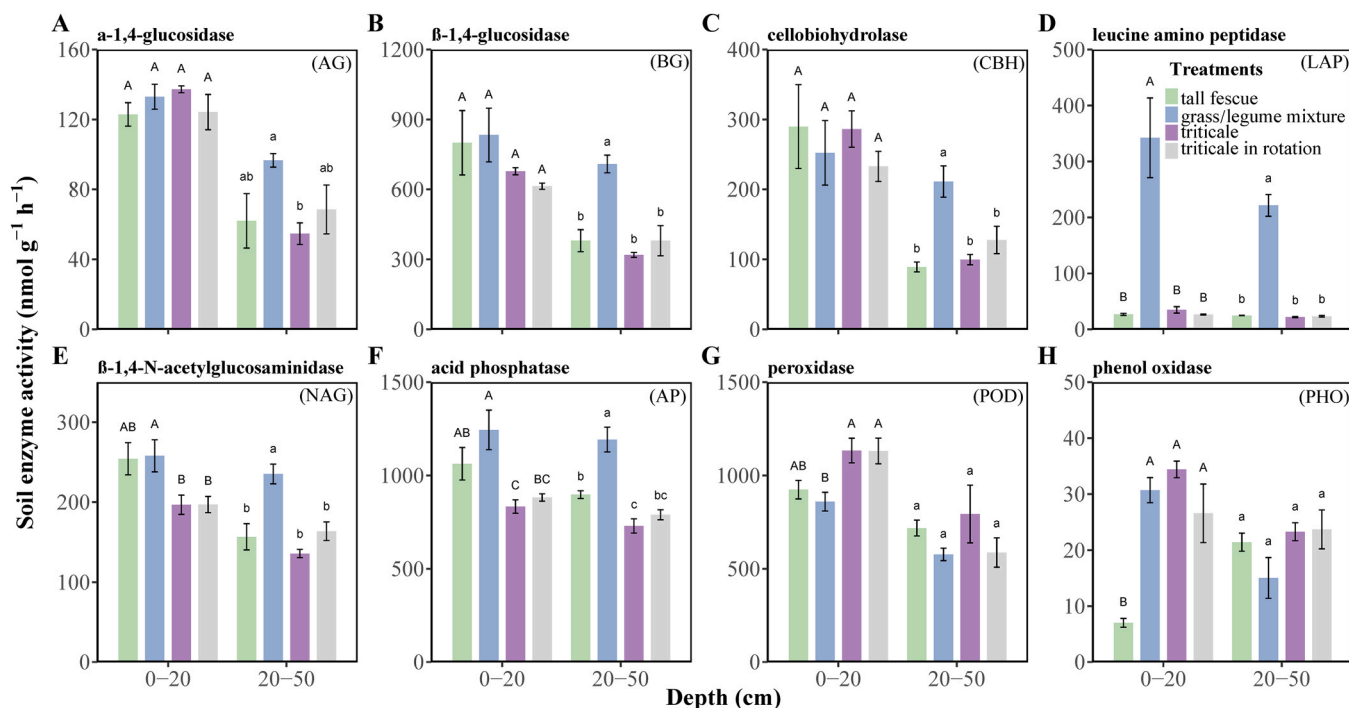 A
a-1,4-glucosidase
(AG)
160
120
80
40
0
A A A A
ab a b ab
B
ß-1,4-glucosidase
(BG)
1200
900
600
300
0
A A A A
b a b b
C
cellobiohydrolase
(CBH)
400
300
200
100
0
A A A A
b a b b
D
leucine amino peptidase
(LAP)
500
400
300
200
100
0
Treatments
tall fescue
grass/legume mixture
triticale
triticale in rotation
B A B B
b a b b
E
ß-1,4-N-acetylglucosaminidase
(NAG)
300
200
100
0
AB A B B
b a b b
0−20 20−50
F
acid phosphatase
(AP)
1500
1000
500
0
AB A C BC
b a c bc
0−20 20−50
G
peroxidase
(POD)
1500
1000
500
0
AB B A A
a a a a
0−20 20−50
H
phenol oxidase
(PHO)
50
40
30
20
10
0
B A A A
a a a a
0−20 20−50
Soil enzyme activity (nmol g⁻¹ h⁻¹)
Depth (cm)